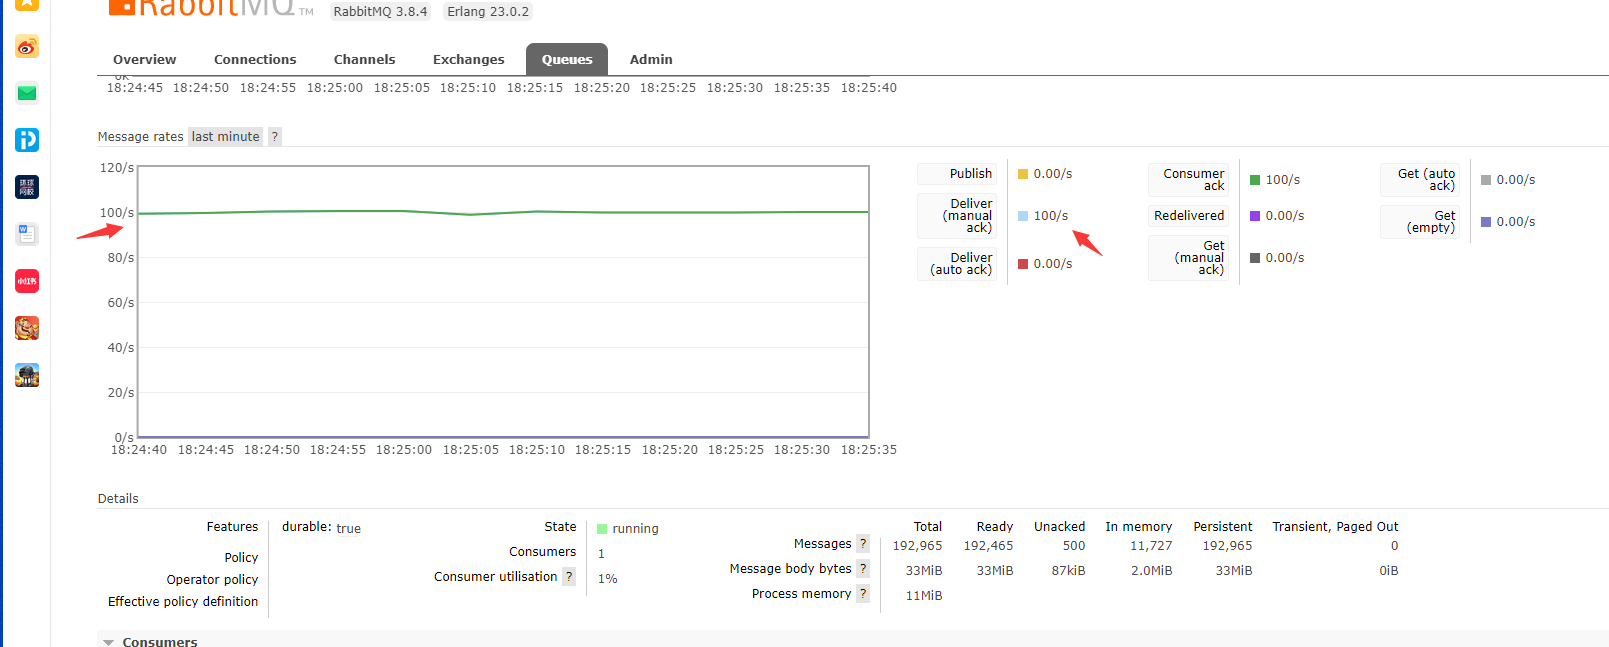 RabbitMQ TM RabbitMQ 3.8.4 Erlang 23.0.2
Overview Connections Channels Exchanges Queues Admin
18:24:45 18:24:50 18:24:55 18:25:00 18:25:05 18:25:10 18:25:15 18:25:20 18:25:25 18:25:30 18:25:35 18:25:40
Message rates last minute ?
120/s
100/s
80/s
60/s
40/s
20/s
0/s
18:24:40 18:24:45 18:24:50 18:24:55 18:25:00 18:25:05 18:25:10 18:25:15 18:25:20 18:25:25 18:25:30 18:25:35
Publish 0.00/s
Deliver
(manual
ack) 100/s
Deliver
(auto ack) 0.00/s
Consumer
ack 100/s
Redelivered 0.00/s
Get
(manual
ack) 0.00/s
Get (auto
ack) 0.00/s
Get
(empty) 0.00/s
Details
Features durable: true
Policy
Operator policy
Effective policy definition
State running
Consumers 1
Consumer utilisation ? 1%
Total Ready Unacked In memory Persistent Transient, Paged Out
Messages ? 192,965 192,465 500 11,727 192,965 0
Message body bytes ? 33MiB 33MiB 87kiB 2.0MiB 33MiB 0iB
Process memory ? 11MiB
Consumers
小红书